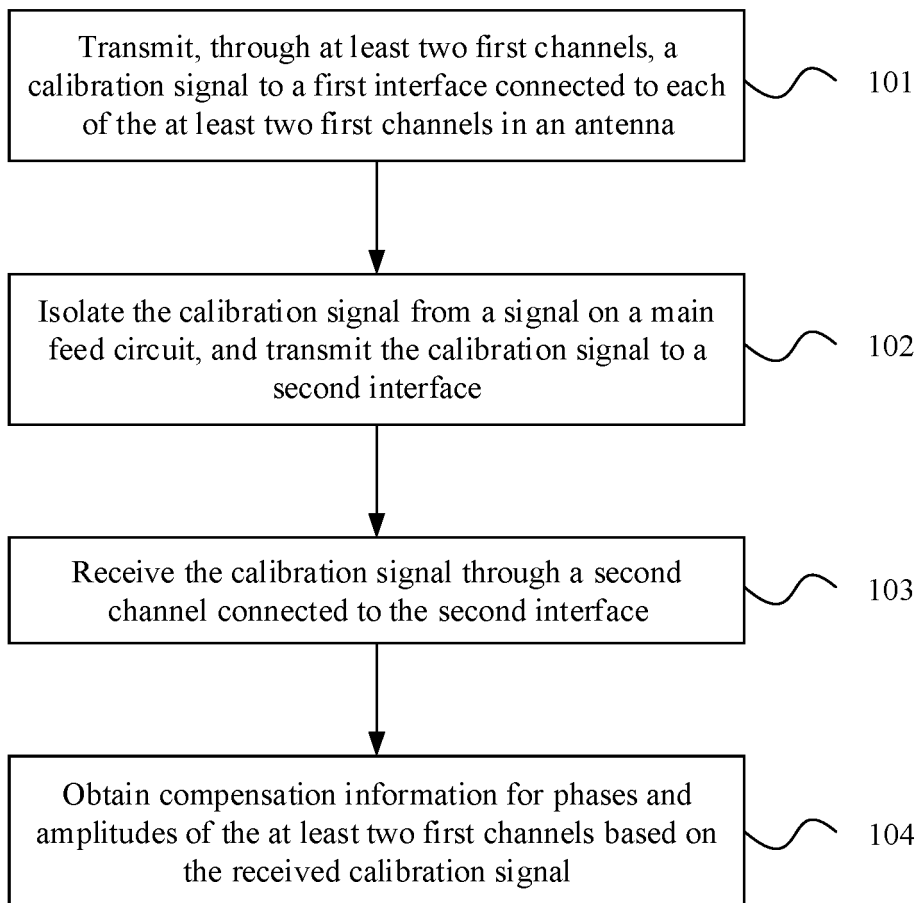 Transmit, through at least two first channels, a
calibration signal to a first interface connected to each
of the at least two first channels in an antenna
101
Isolate the calibration signal from a signal on a main
feed circuit, and transmit the calibration signal to a
second interface
102
Receive the calibration signal through a second
channel connected to the second interface
103
Obtain compensation information for phases and
amplitudes of the at least two first channels based on
the received calibration signal
104